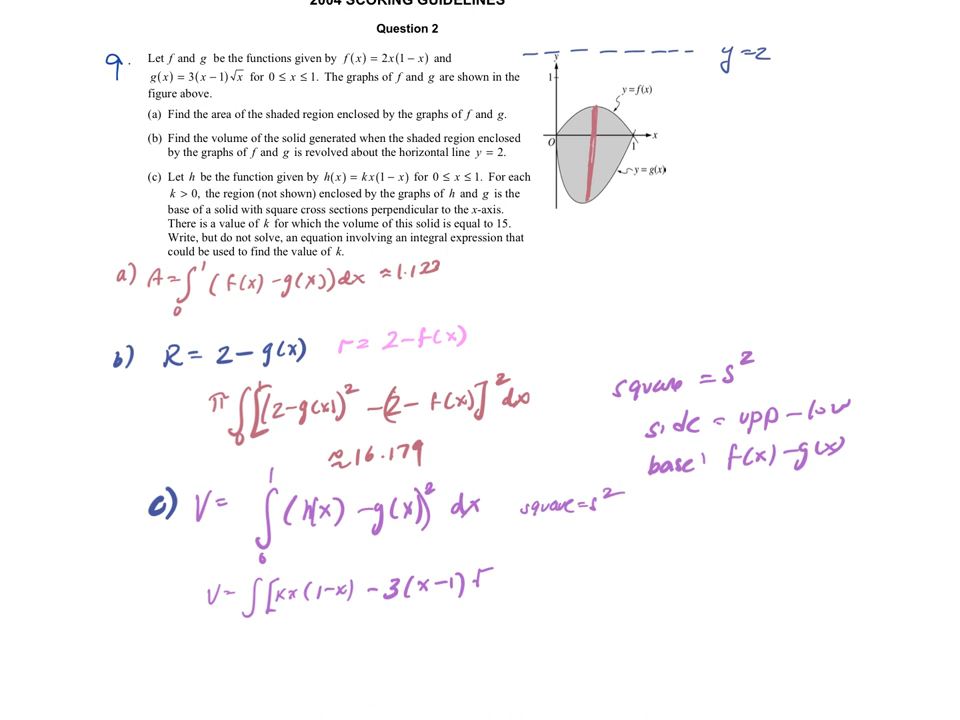 2004 SCORING GUIDELINES
Question 2
9. Let f and g be the functions given by f(x) = 2x(1 − x) and
g(x) = 3(x − 1)√x for 0 ≤ x ≤ 1. The graphs of f and g are shown in the
figure above.
(a) Find the area of the shaded region enclosed by the graphs of f and g.
(b) Find the volume of the solid generated when the shaded region enclosed
by the graphs of f and g is revolved about the horizontal line y = 2.
(c) Let h be the function given by h(x) = kx(1 − x) for 0 ≤ x ≤ 1. For each
k > 0, the region (not shown) enclosed by the graphs of h and g is the
base of a solid with square cross sections perpendicular to the x-axis.
There is a value of k for which the volume of this solid is equal to 15.
Write, but do not solve, an equation involving an integral expression that
could be used to find the value of k.
y = 2
y
1
y = f(x)
O
x
1
y = g(x)
a) A = ∫₀¹ (f(x) - g(x)) dx ≈ 1.133
b) R = 2 - g(x) r = 2 - f(x)
π ∫₀¹ [(2 - g(x))² - (2 - f(x)]² dx
≈ 16.179
square = s²
side = upp - low
base: f(x) - g(x)
c) V = ∫₀¹ (h(x) - g(x))² dx square = s²
V = ∫ [kx(1-x) - 3(x-1)√